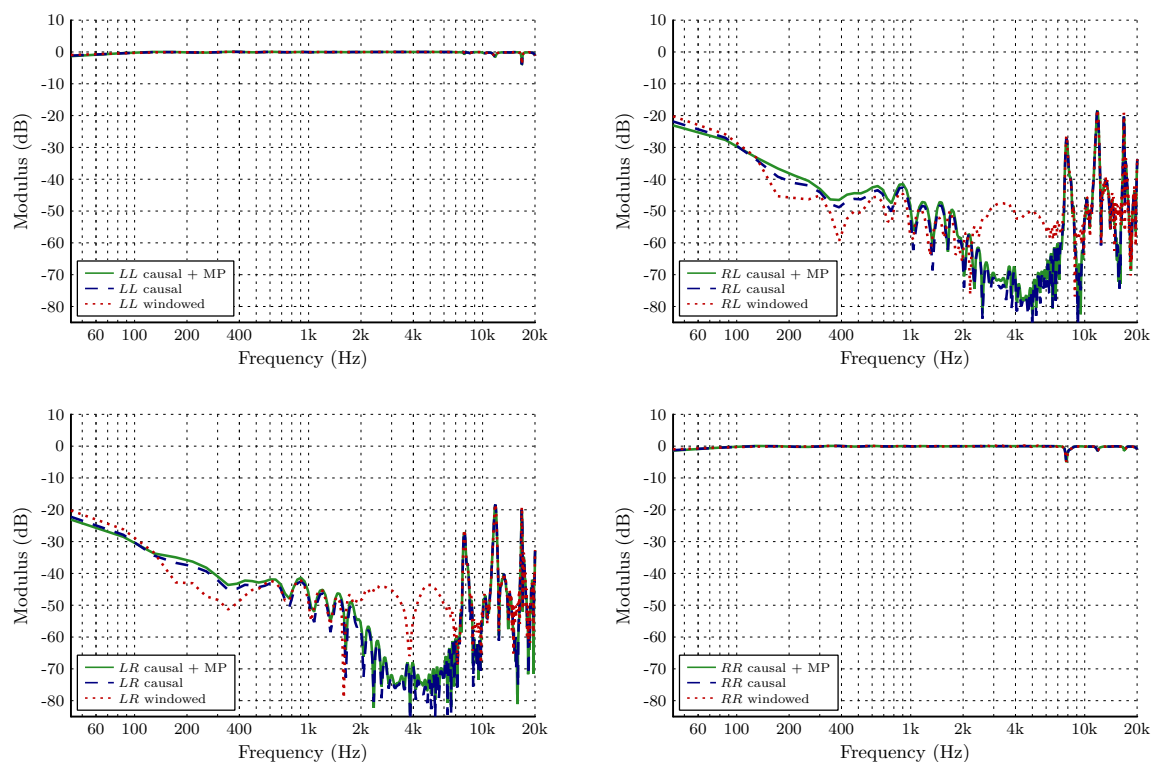 10
0
-10
-20
-30
-40
-50
-60
-70
-80
Modulus (dB)
LL causal + MP
LL causal
LL windowed
60 100 200 400 1k 2k 4k 10k 20k
Frequency (Hz)
10
0
-10
-20
-30
-40
-50
-60
-70
-80
Modulus (dB)
RL causal + MP
RL causal
RL windowed
60 100 200 400 1k 2k 4k 10k 20k
Frequency (Hz)
10
0
-10
-20
-30
-40
-50
-60
-70
-80
Modulus (dB)
LR causal + MP
LR causal
LR windowed
60 100 200 400 1k 2k 4k 10k 20k
Frequency (Hz)
10
0
-10
-20
-30
-40
-50
-60
-70
-80
Modulus (dB)
RR causal + MP
RR causal
RR windowed
60 100 200 400 1k 2k 4k 10k 20k
Frequency (Hz)